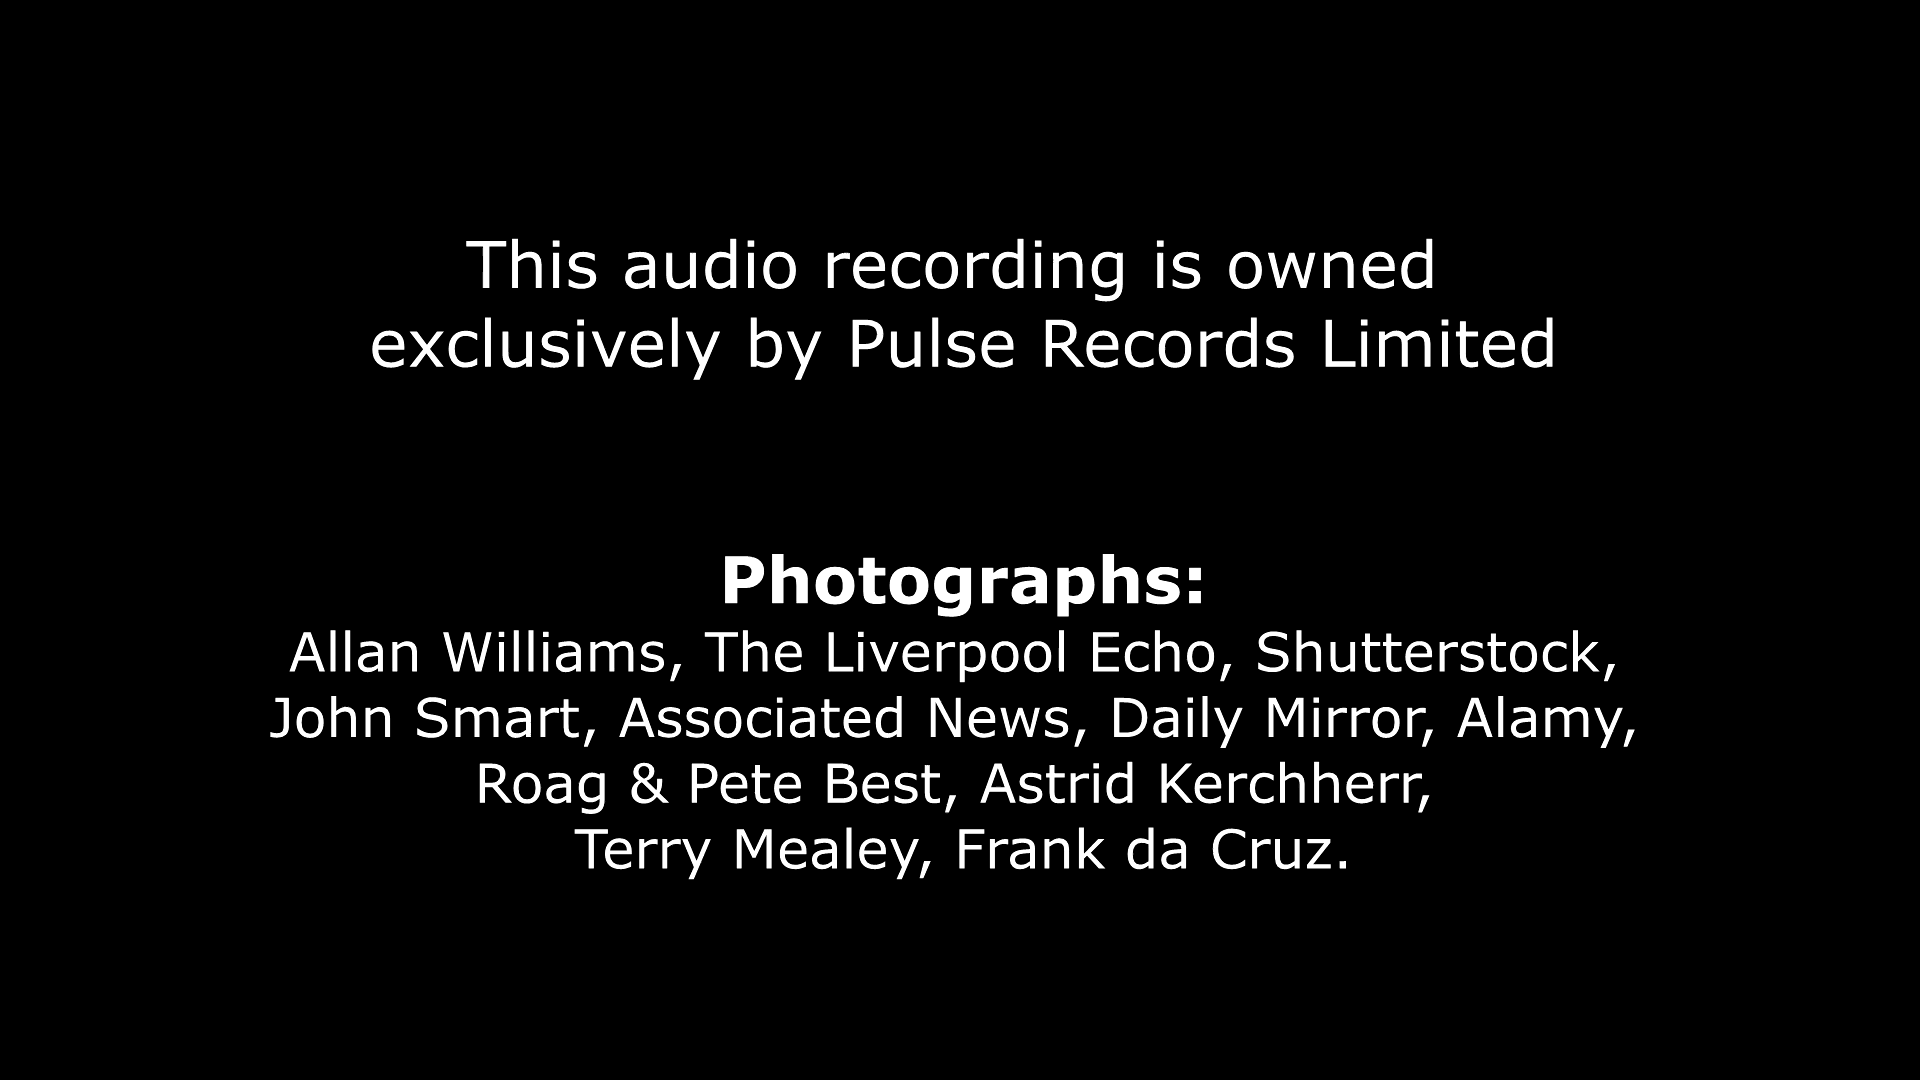 This audio recording is owned
exclusively by Pulse Records Limited
Photographs:
Allan Williams, The Liverpool Echo, Shutterstock,
John Smart, Associated News, Daily Mirror, Alamy,
Roag & Pete Best, Astrid Kerchherr,
Terry Mealey, Frank da Cruz.